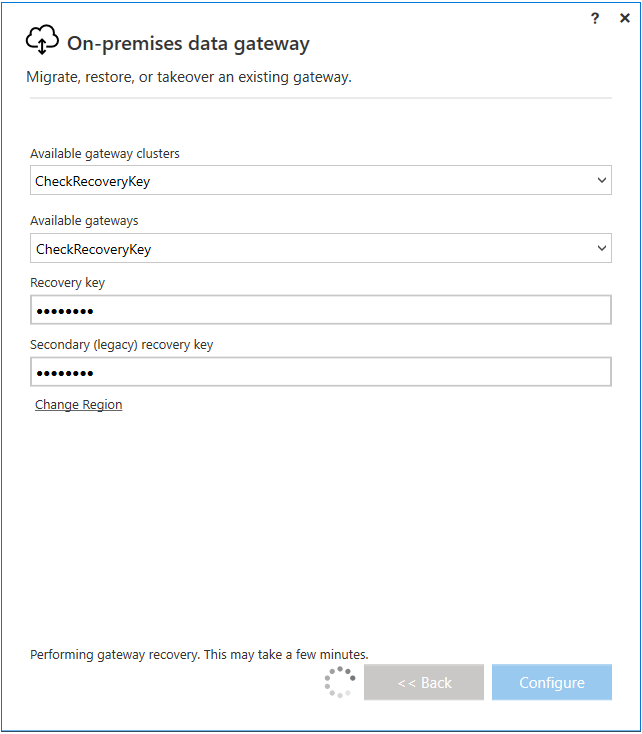 ? ×
On-premises data gateway
Migrate, restore, or takeover an existing gateway.
Available gateway clusters
CheckRecoveryKey
Available gateways
CheckRecoveryKey
Recovery key
••••••••
Secondary (legacy) recovery key
••••••••
Change Region
Performing gateway recovery. This may take a few minutes.
<< Back
Configure